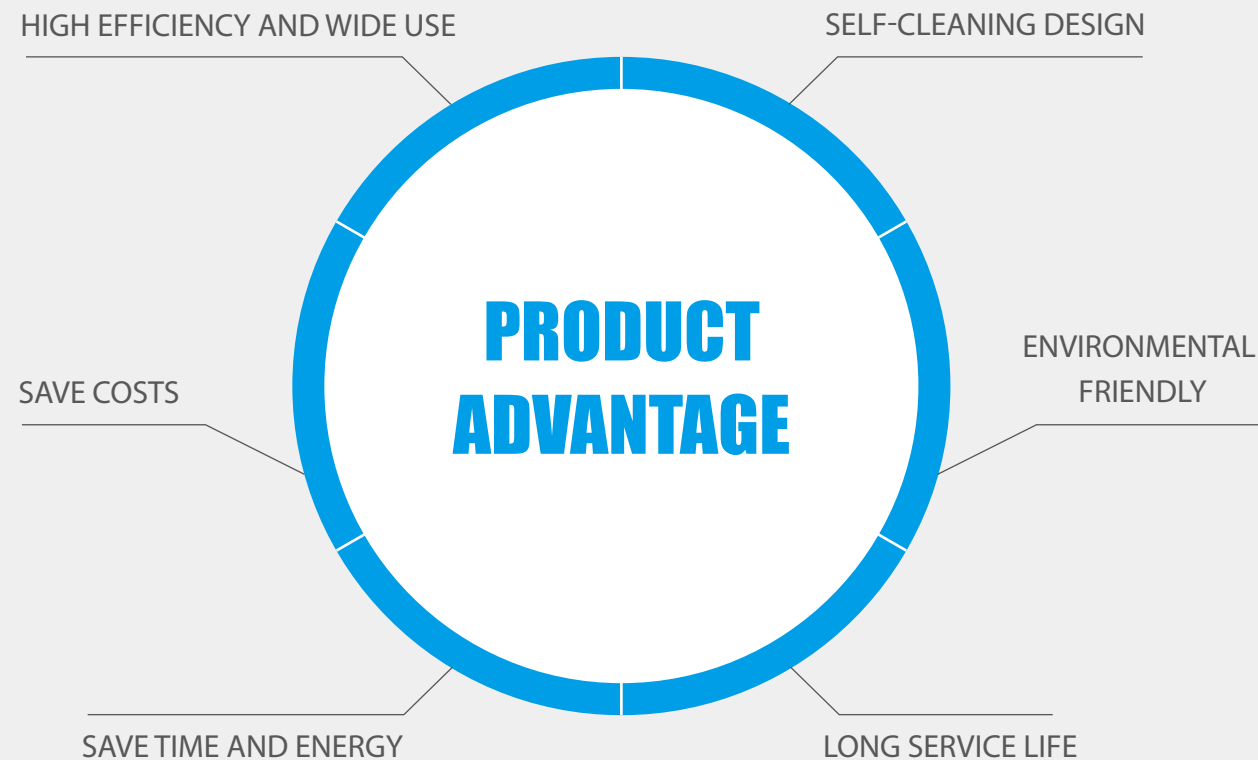 HIGH EFFICIENCY AND WIDE USE
SELF-CLEANING DESIGN
PRODUCT
ADVANTAGE
ENVIRONMENTAL
FRIENDLY
SAVE COSTS
SAVE TIME AND ENERGY
LONG SERVICE LIFE